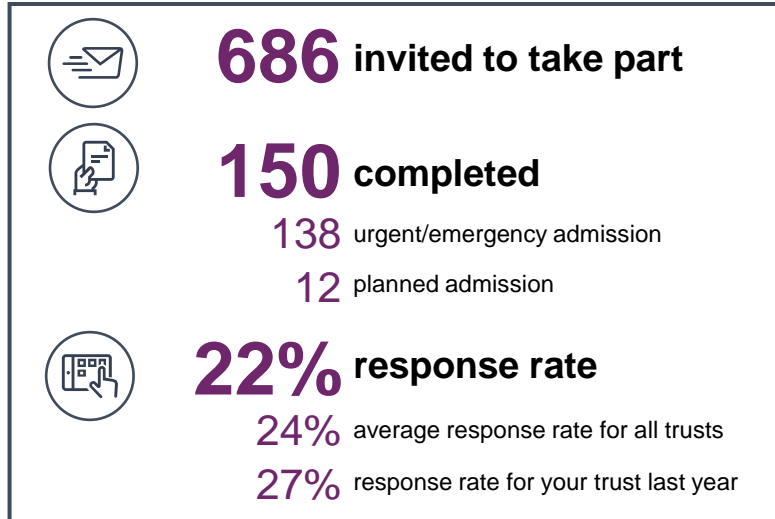 686 invited to take part
150 completed
138 urgent/emergency admission
12 planned admission
22% response rate
24% average response rate for all trusts
27% response rate for your trust last year